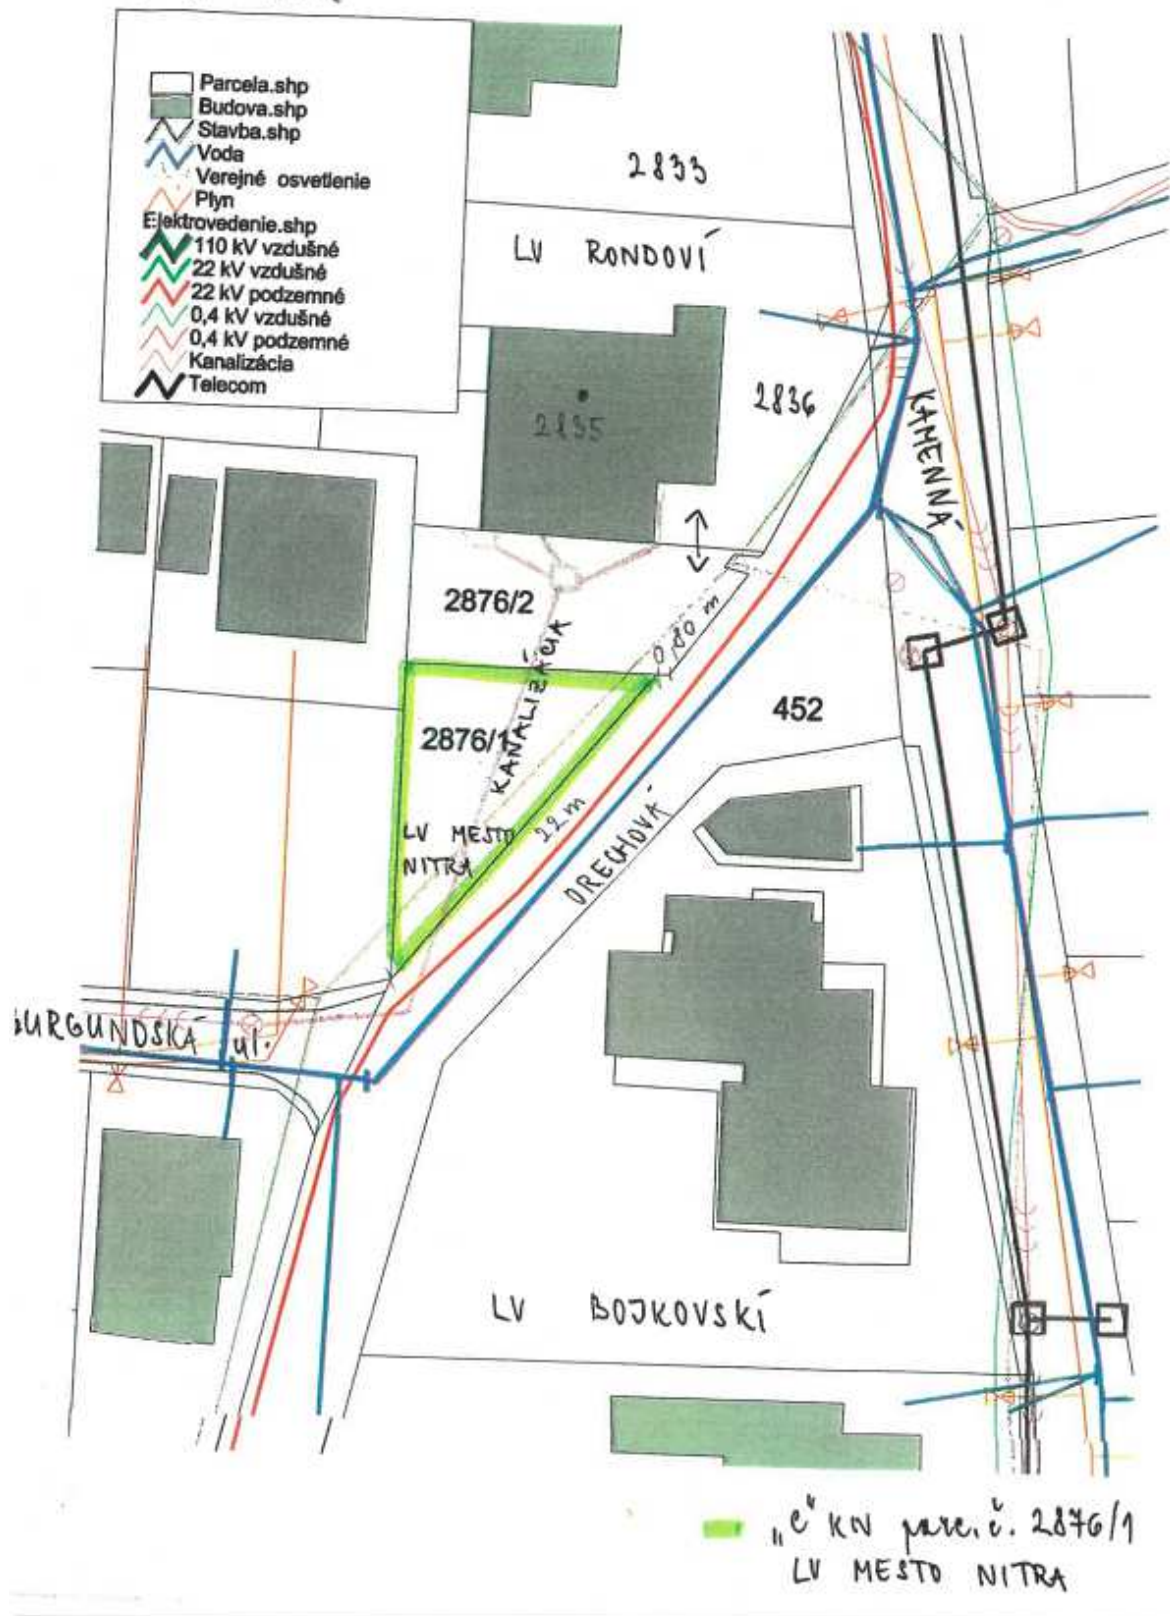 Parcela.shp
Budova.shp
Stavba.shp
Voda
Verejné osvetlenie
Plyn
Elektrovedenie.shp
110 kV vzdušné
22 kV vzdušné
22 kV podzemné
0,4 kV vzdušné
0,4 kV podzemné
Kanalizácia
Telecom
2833
LV RONDOVÍ
2835
2836
KAMENNÁ
2876/2
0,80 m
KANALIZÁCIA
452
2876/1
LV MESTO
NITRA
22 m
ORECHOVÁ
BURGUNDSKÁ ul.
LV BOJKOVSKÍ
„C“ KN parc. č. 2876/1
LV MESTO NITRA